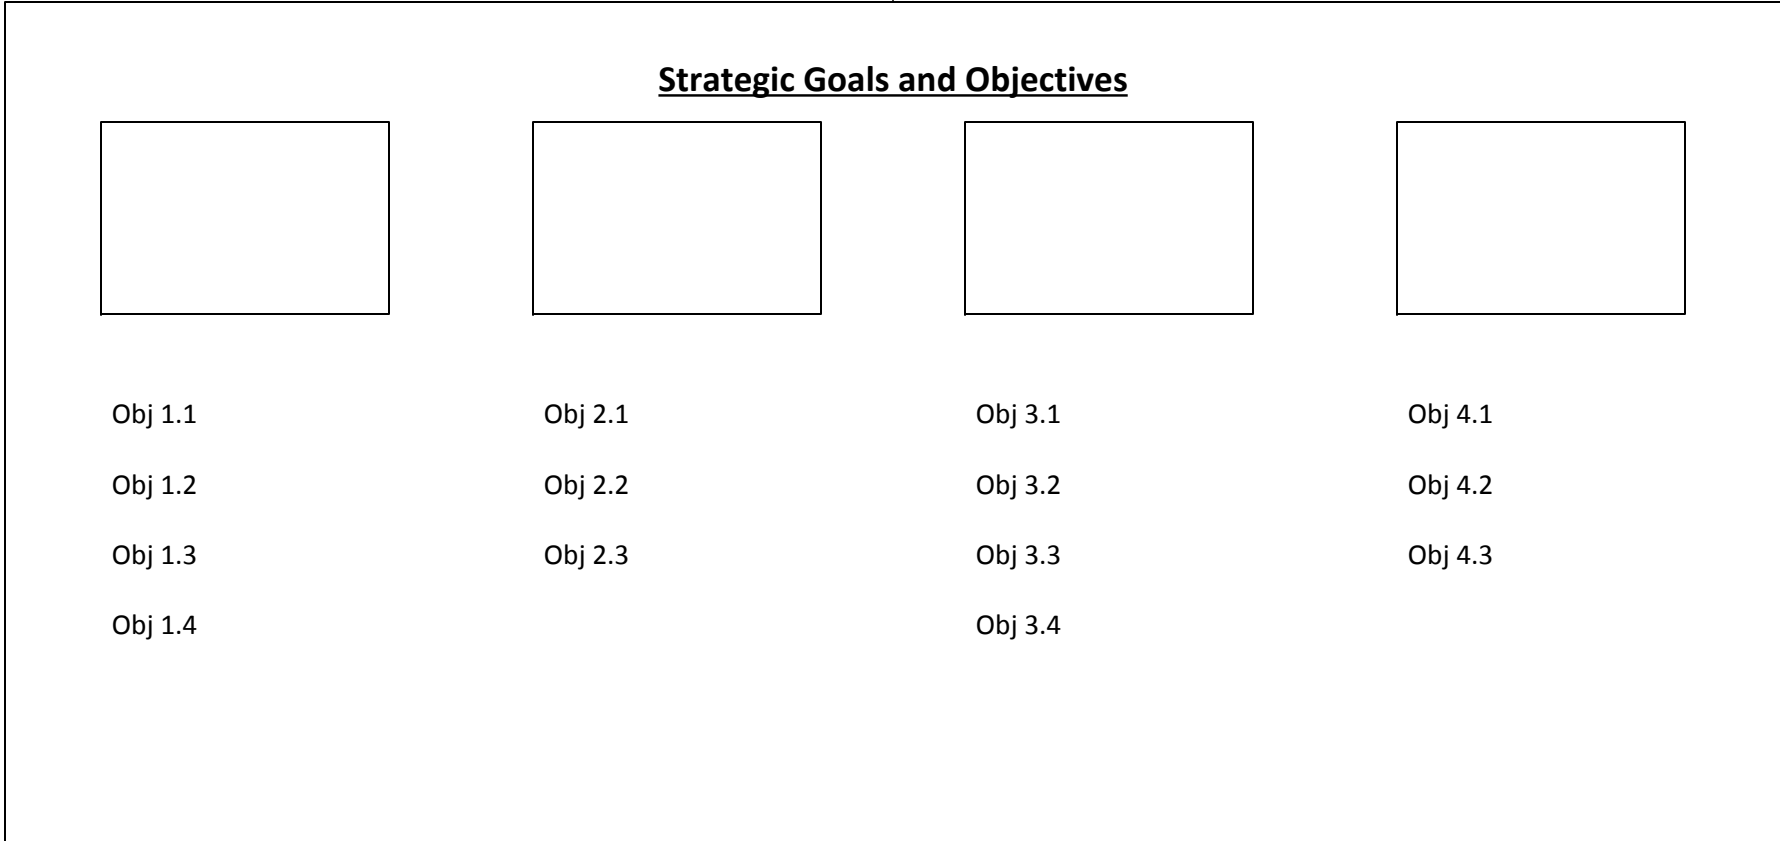 Strategic Goals and Objectives
Obj 1.1
Obj 1.2
Obj 1.3
Obj 1.4
Obj 2.1
Obj 2.2
Obj 2.3
Obj 3.1
Obj 3.2
Obj 3.3
Obj 3.4
Obj 4.1
Obj 4.2
Obj 4.3